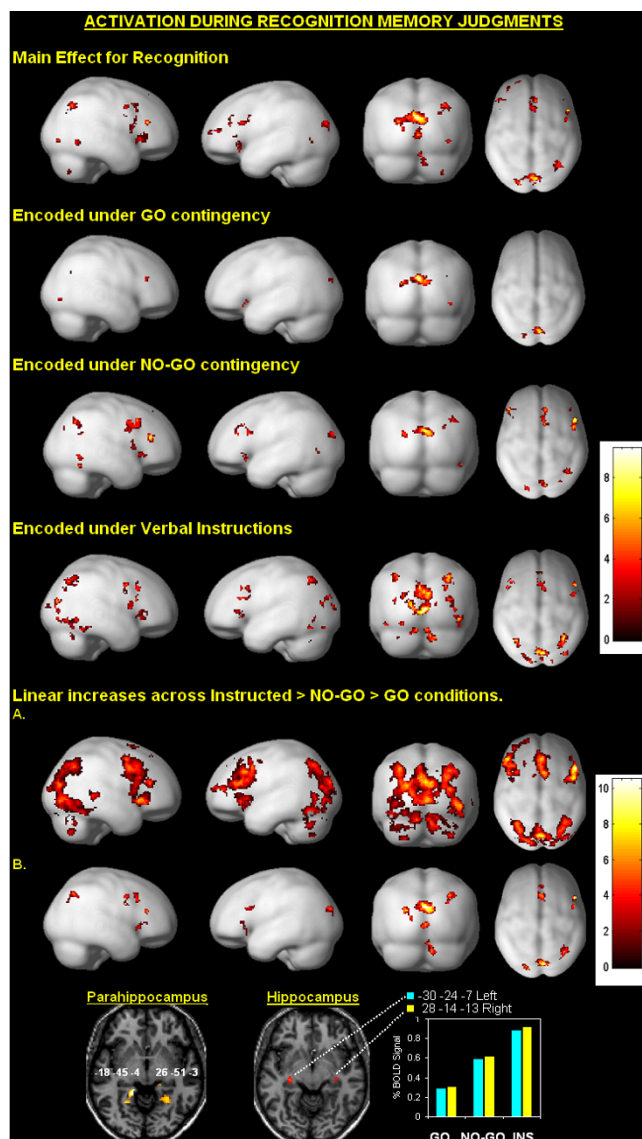 ACTIVATION DURING RECOGNITION MEMORY JUDGMENTS
Main Effect for Recognition
Encoded under GO contingency
Encoded under NO-GO contingency
8
6
4
2
0
Encoded under Verbal Instructions
Linear increases across Instructed > NO-GO > GO conditions.
A.
10
8
6
4
2
0
B.
Parahippocampus
Hippocampus
-30 -24 -7 Left
28 -14 -13 Right
-18 -45 -4 26 -51 -3
% BOLD Signal
1
0.8
0.6
0.4
0.2
0
GO NO-GO INS